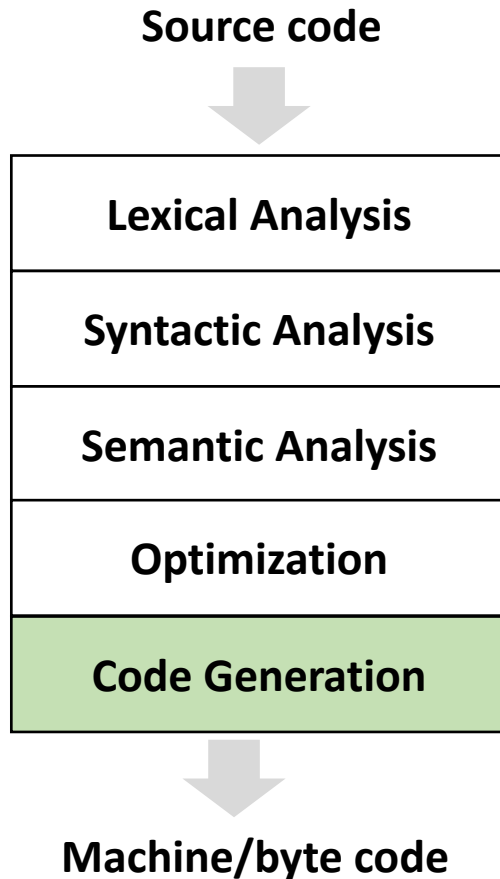 Source code
Lexical Analysis
Syntactic Analysis
Semantic Analysis
Optimization
Code Generation
Machine/byte code